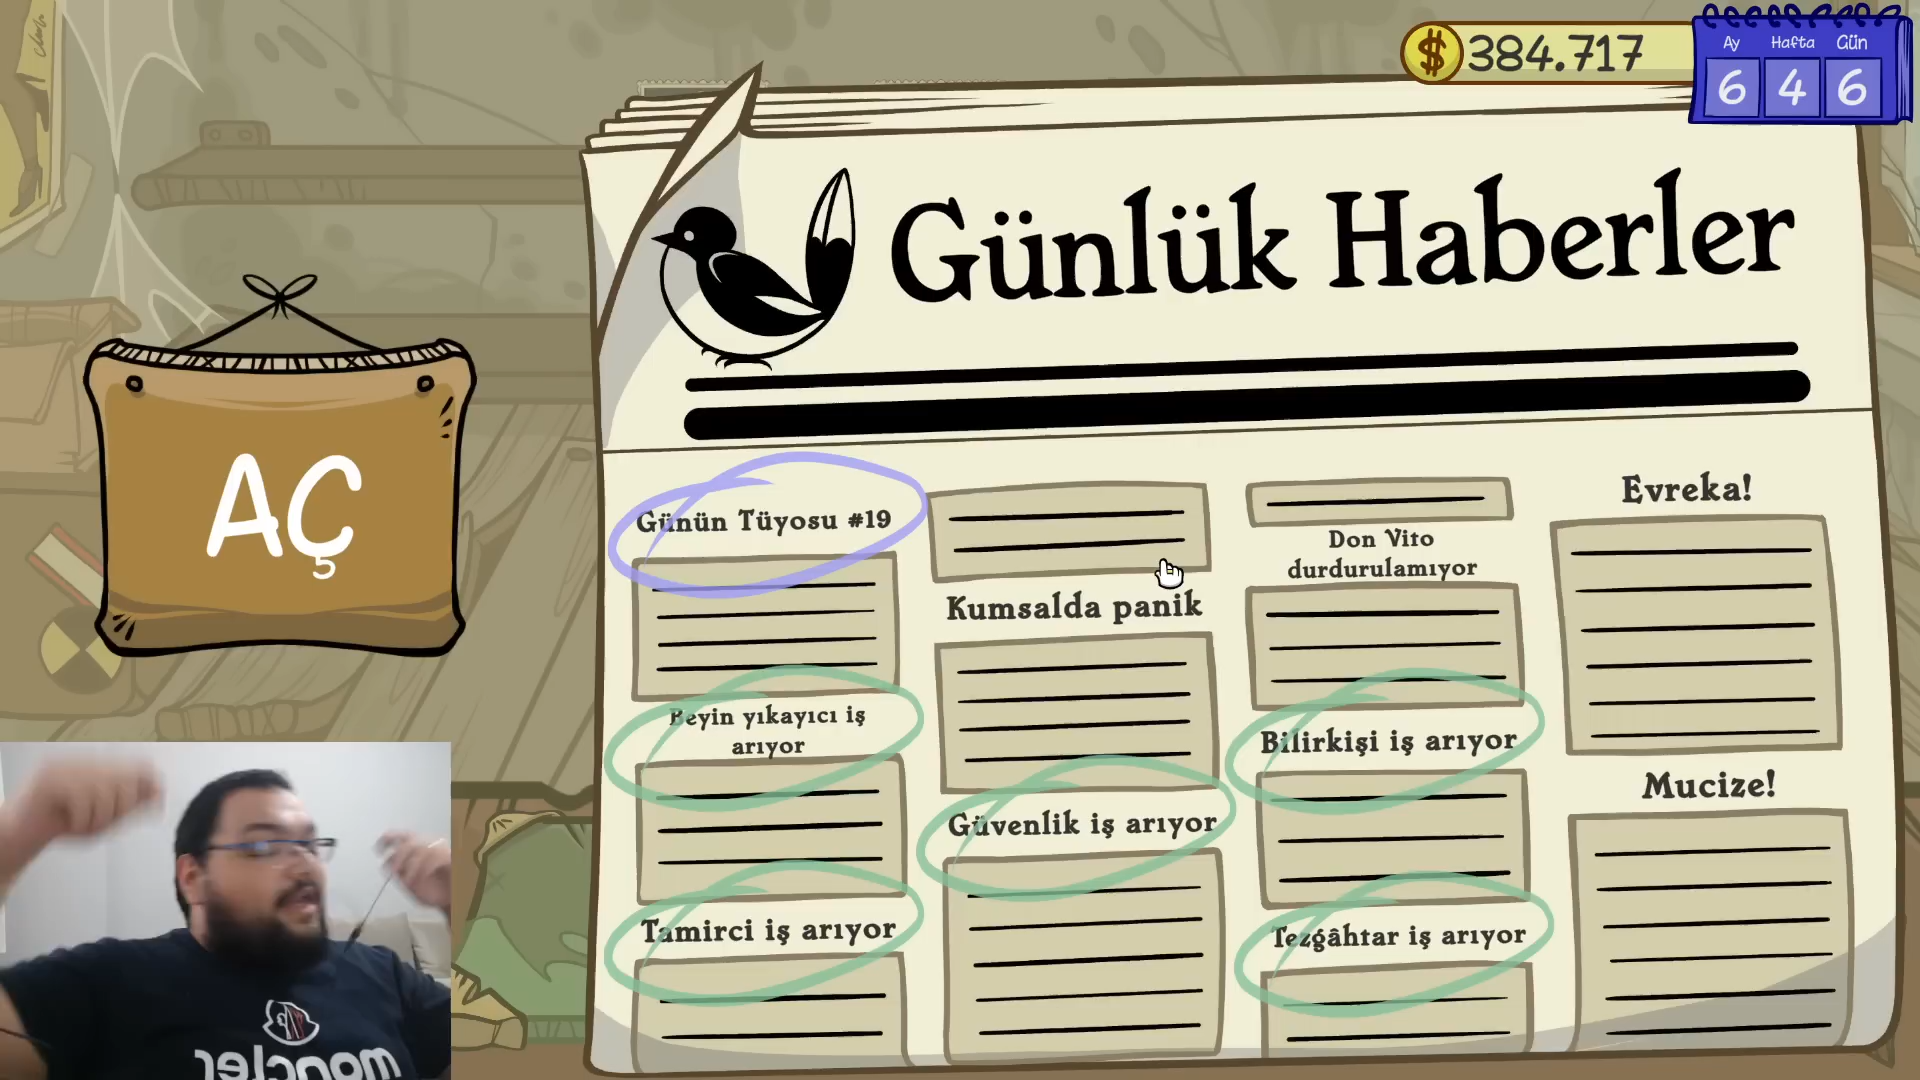 $ 384.717
Ay Hafta Gün
6 4 6
Günlük Haberler
AÇ
Günün Tüyosu #19
Beyin yıkayıcı iş
arıyor
Tamirci iş arıyor
Kumsalda panik
Güvenlik iş arıyor
Don Vito
durdurulamıyor
Bilirkişi iş arıyor
Tezgâhtar iş arıyor
Evreka!
Mucize!
moncler